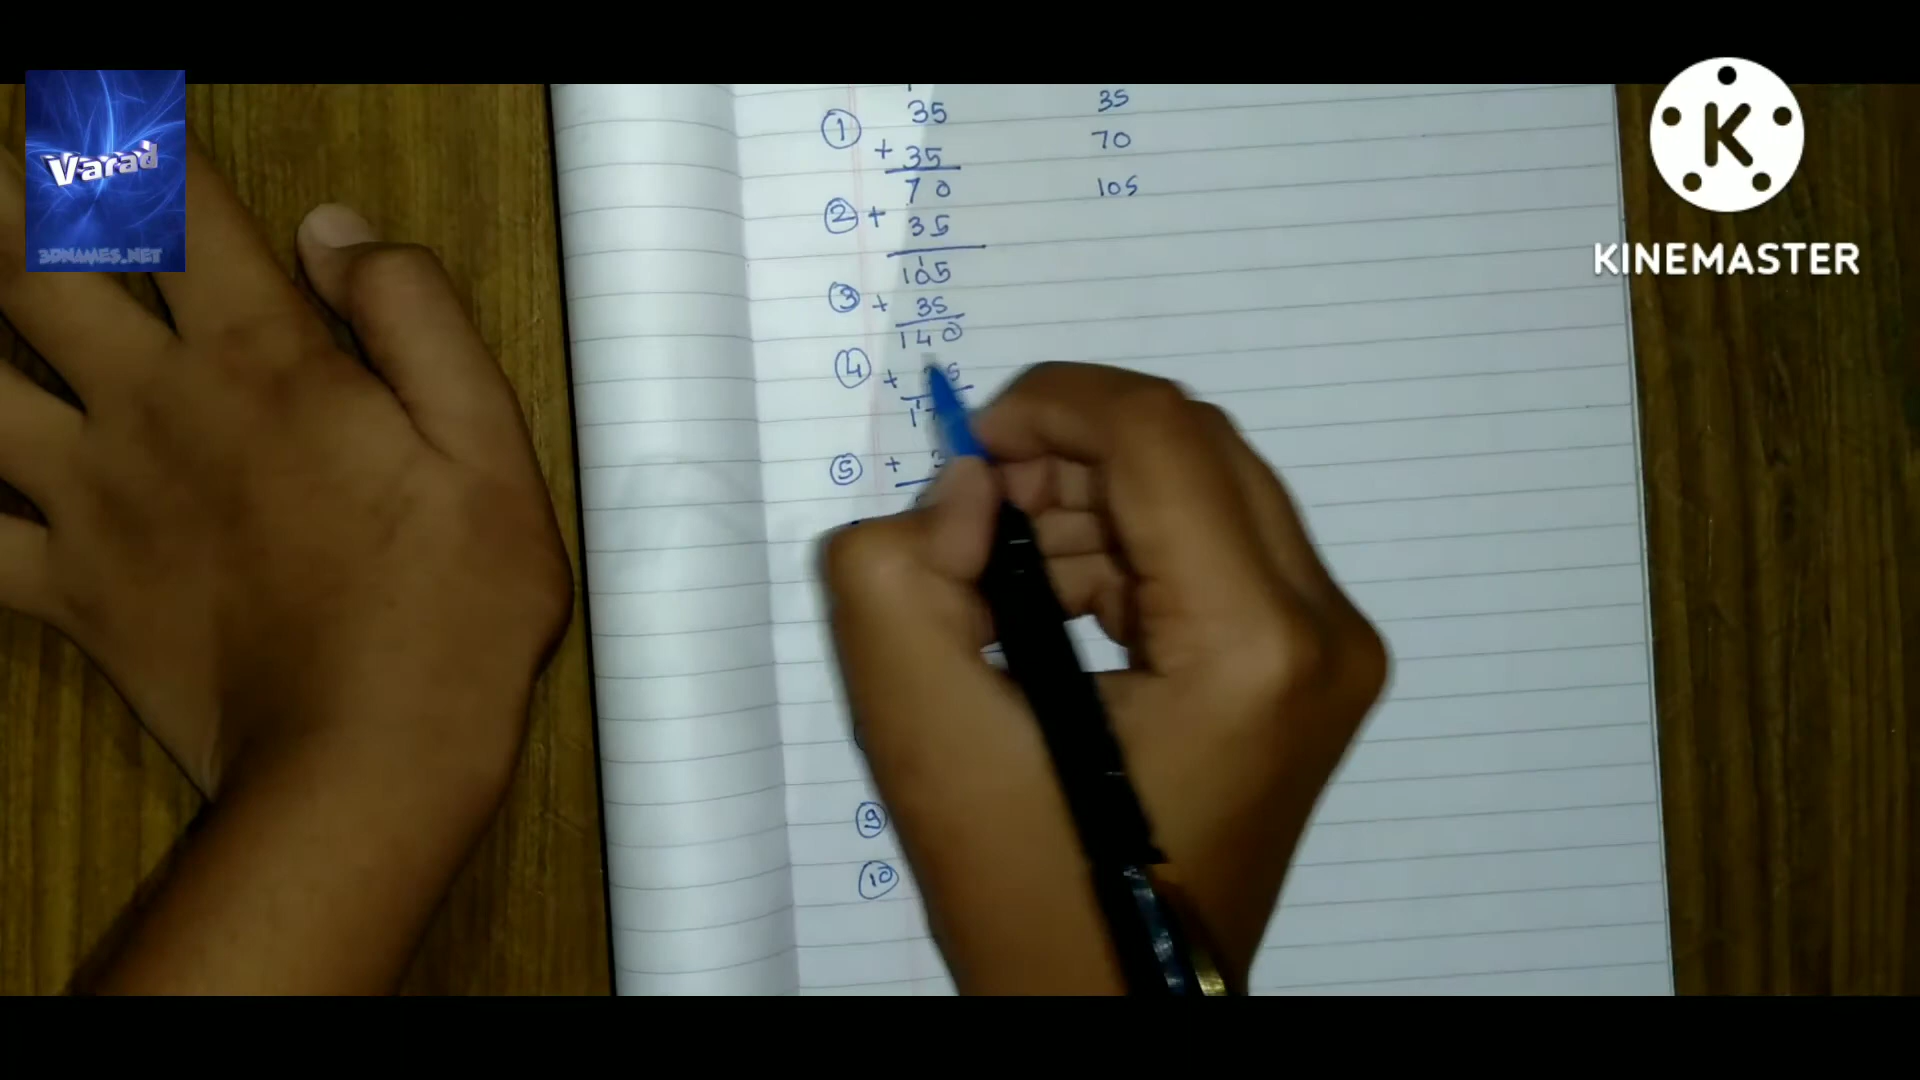 Varad
3DNAMES.NET
K
KINEMASTER
① 35
+ 35
70
② + 35
105
③ + 35
140
④ +
⑤ +
⑨
⑩
35
70
105